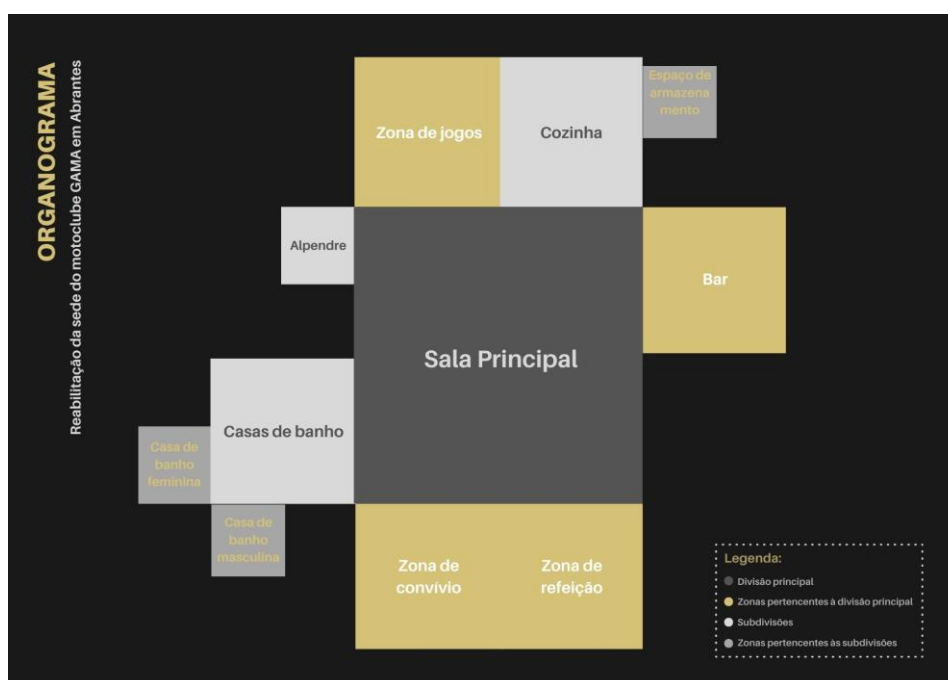 ORGANOGRAMA
Reabilitação da sede do motoclube GAMA em Abrantes
Zona de jogos
Cozinha
Espaço de
armazena
mento
Alpendre
Bar
Sala Principal
Casas de banho
Casa de
banho
feminina
Casa de
banho
masculina
Zona de
convívio
Zona de
refeição
Legenda:
Divisão principal
Zonas pertencentes à divisão principal
Subdivisões
Zonas pertencentes às subdivisões